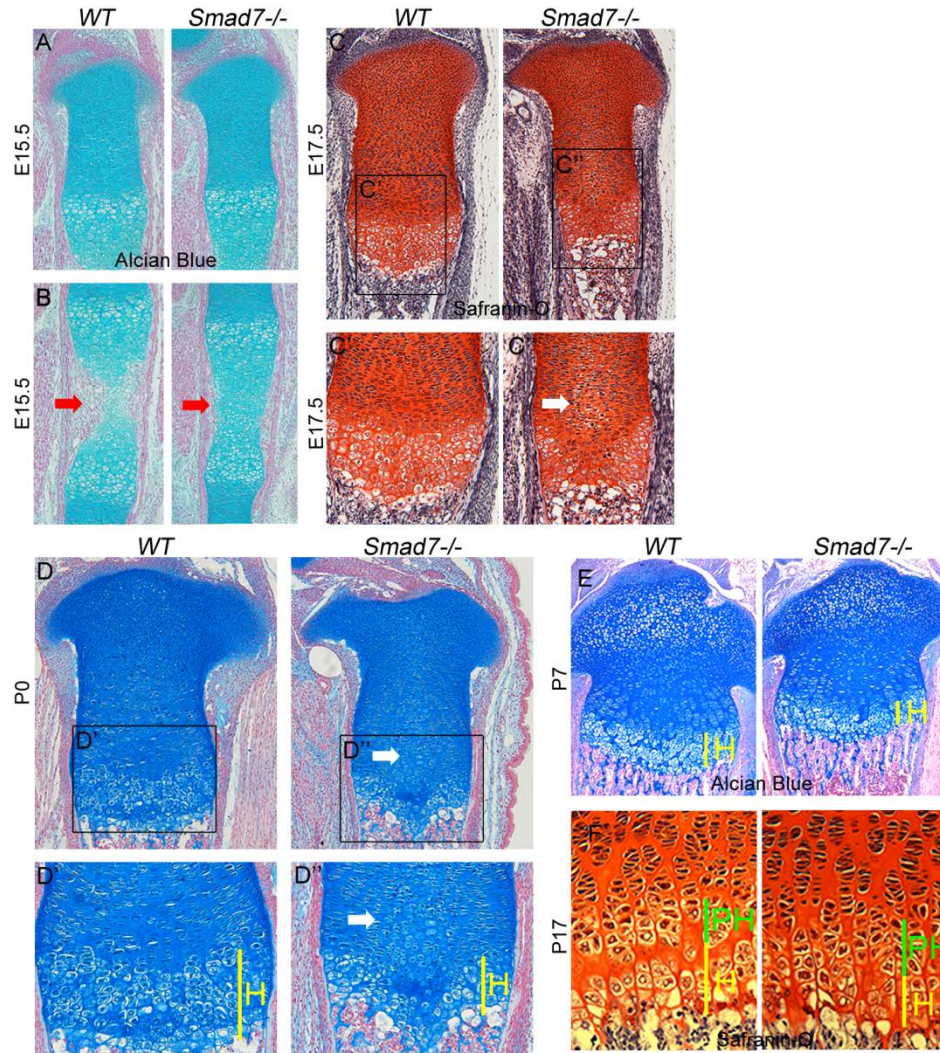 WT Smad7-/- WT Smad7-/-
A
C
E15.5
E17.5
C'
C''
Alcian Blue
Safranin-O
B
C'
C''
E15.5
E17.5
WT Smad7-/- WT Smad7-/-
D
E
P0
P7
H
H
D'
D''
Alcian Blue
D'
D''
F
P17
PH
PH
H
H
H
H
Safranin-O